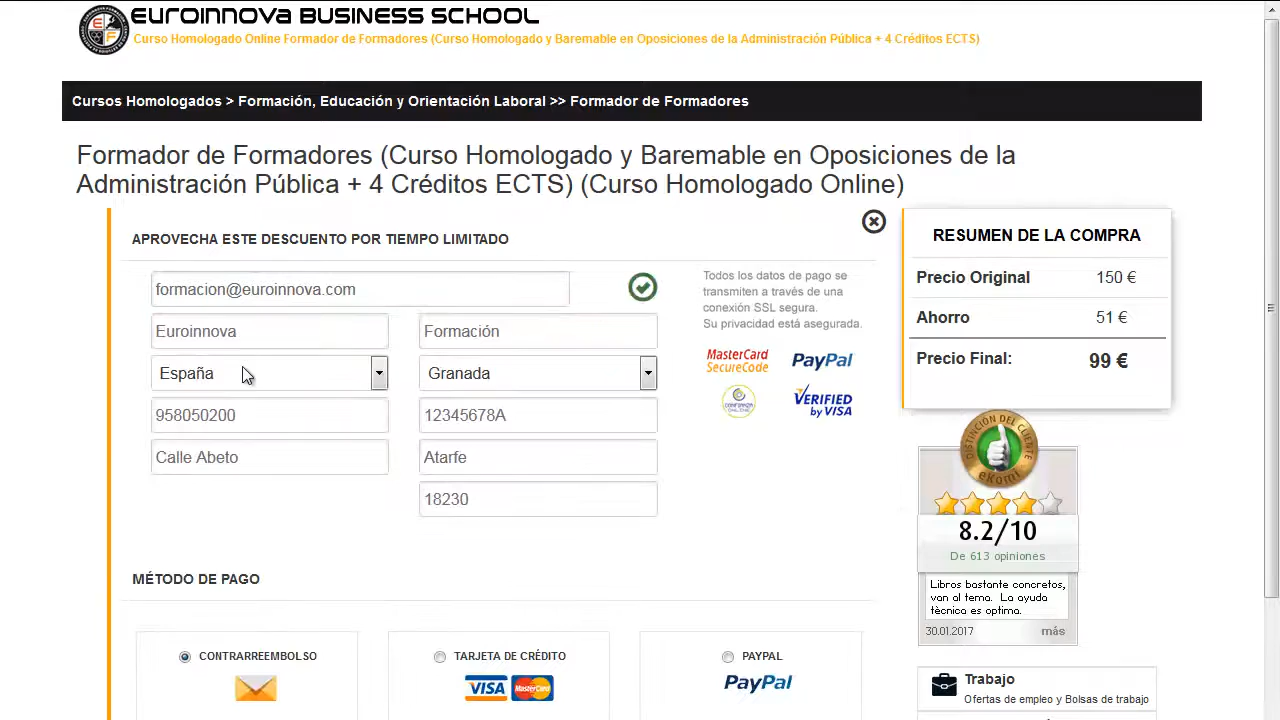 EUROINNOVA BUSINESS SCHOOL
Curso Homologado Online Formador de Formadores (Curso Homologado y Baremable en Oposiciones de la Administración Pública + 4 Créditos ECTS)
Cursos Homologados > Formación, Educación y Orientación Laboral >> Formador de Formadores
Formador de Formadores (Curso Homologado y Baremable en Oposiciones de la
Administración Pública + 4 Créditos ECTS) (Curso Homologado Online)
APROVECHA ESTE DESCUENTO POR TIEMPO LIMITADO
formacion@euroinnova.com
Euroinnova
Formación
España
Granada
958050200
12345678A
Calle Abeto
Atarfe
18230
Todos los datos de pago se
transmiten a través de una
conexión SSL segura.
Su privacidad está asegurada.
MasterCard
SecureCode
PayPal
CONFIANZA
ONLINE
VERIFIED
by VISA
RESUMEN DE LA COMPRA
Precio Original 150 €
Ahorro 51 €
Precio Final: 99 €
DISTINCIÓN DEL CLIENTE
eKomi
8.2/10
De 613 opiniones
Libros bastante concretos,
van al tema. La ayuda
tècnica es optima.
30.01.2017 más
MÉTODO DE PAGO
CONTRARREEMBOLSO
TARJETA DE CRÉDITO
VISA
MasterCard
PAYPAL
PayPal
Trabajo
Ofertas de empleo y Bolsas de trabajo